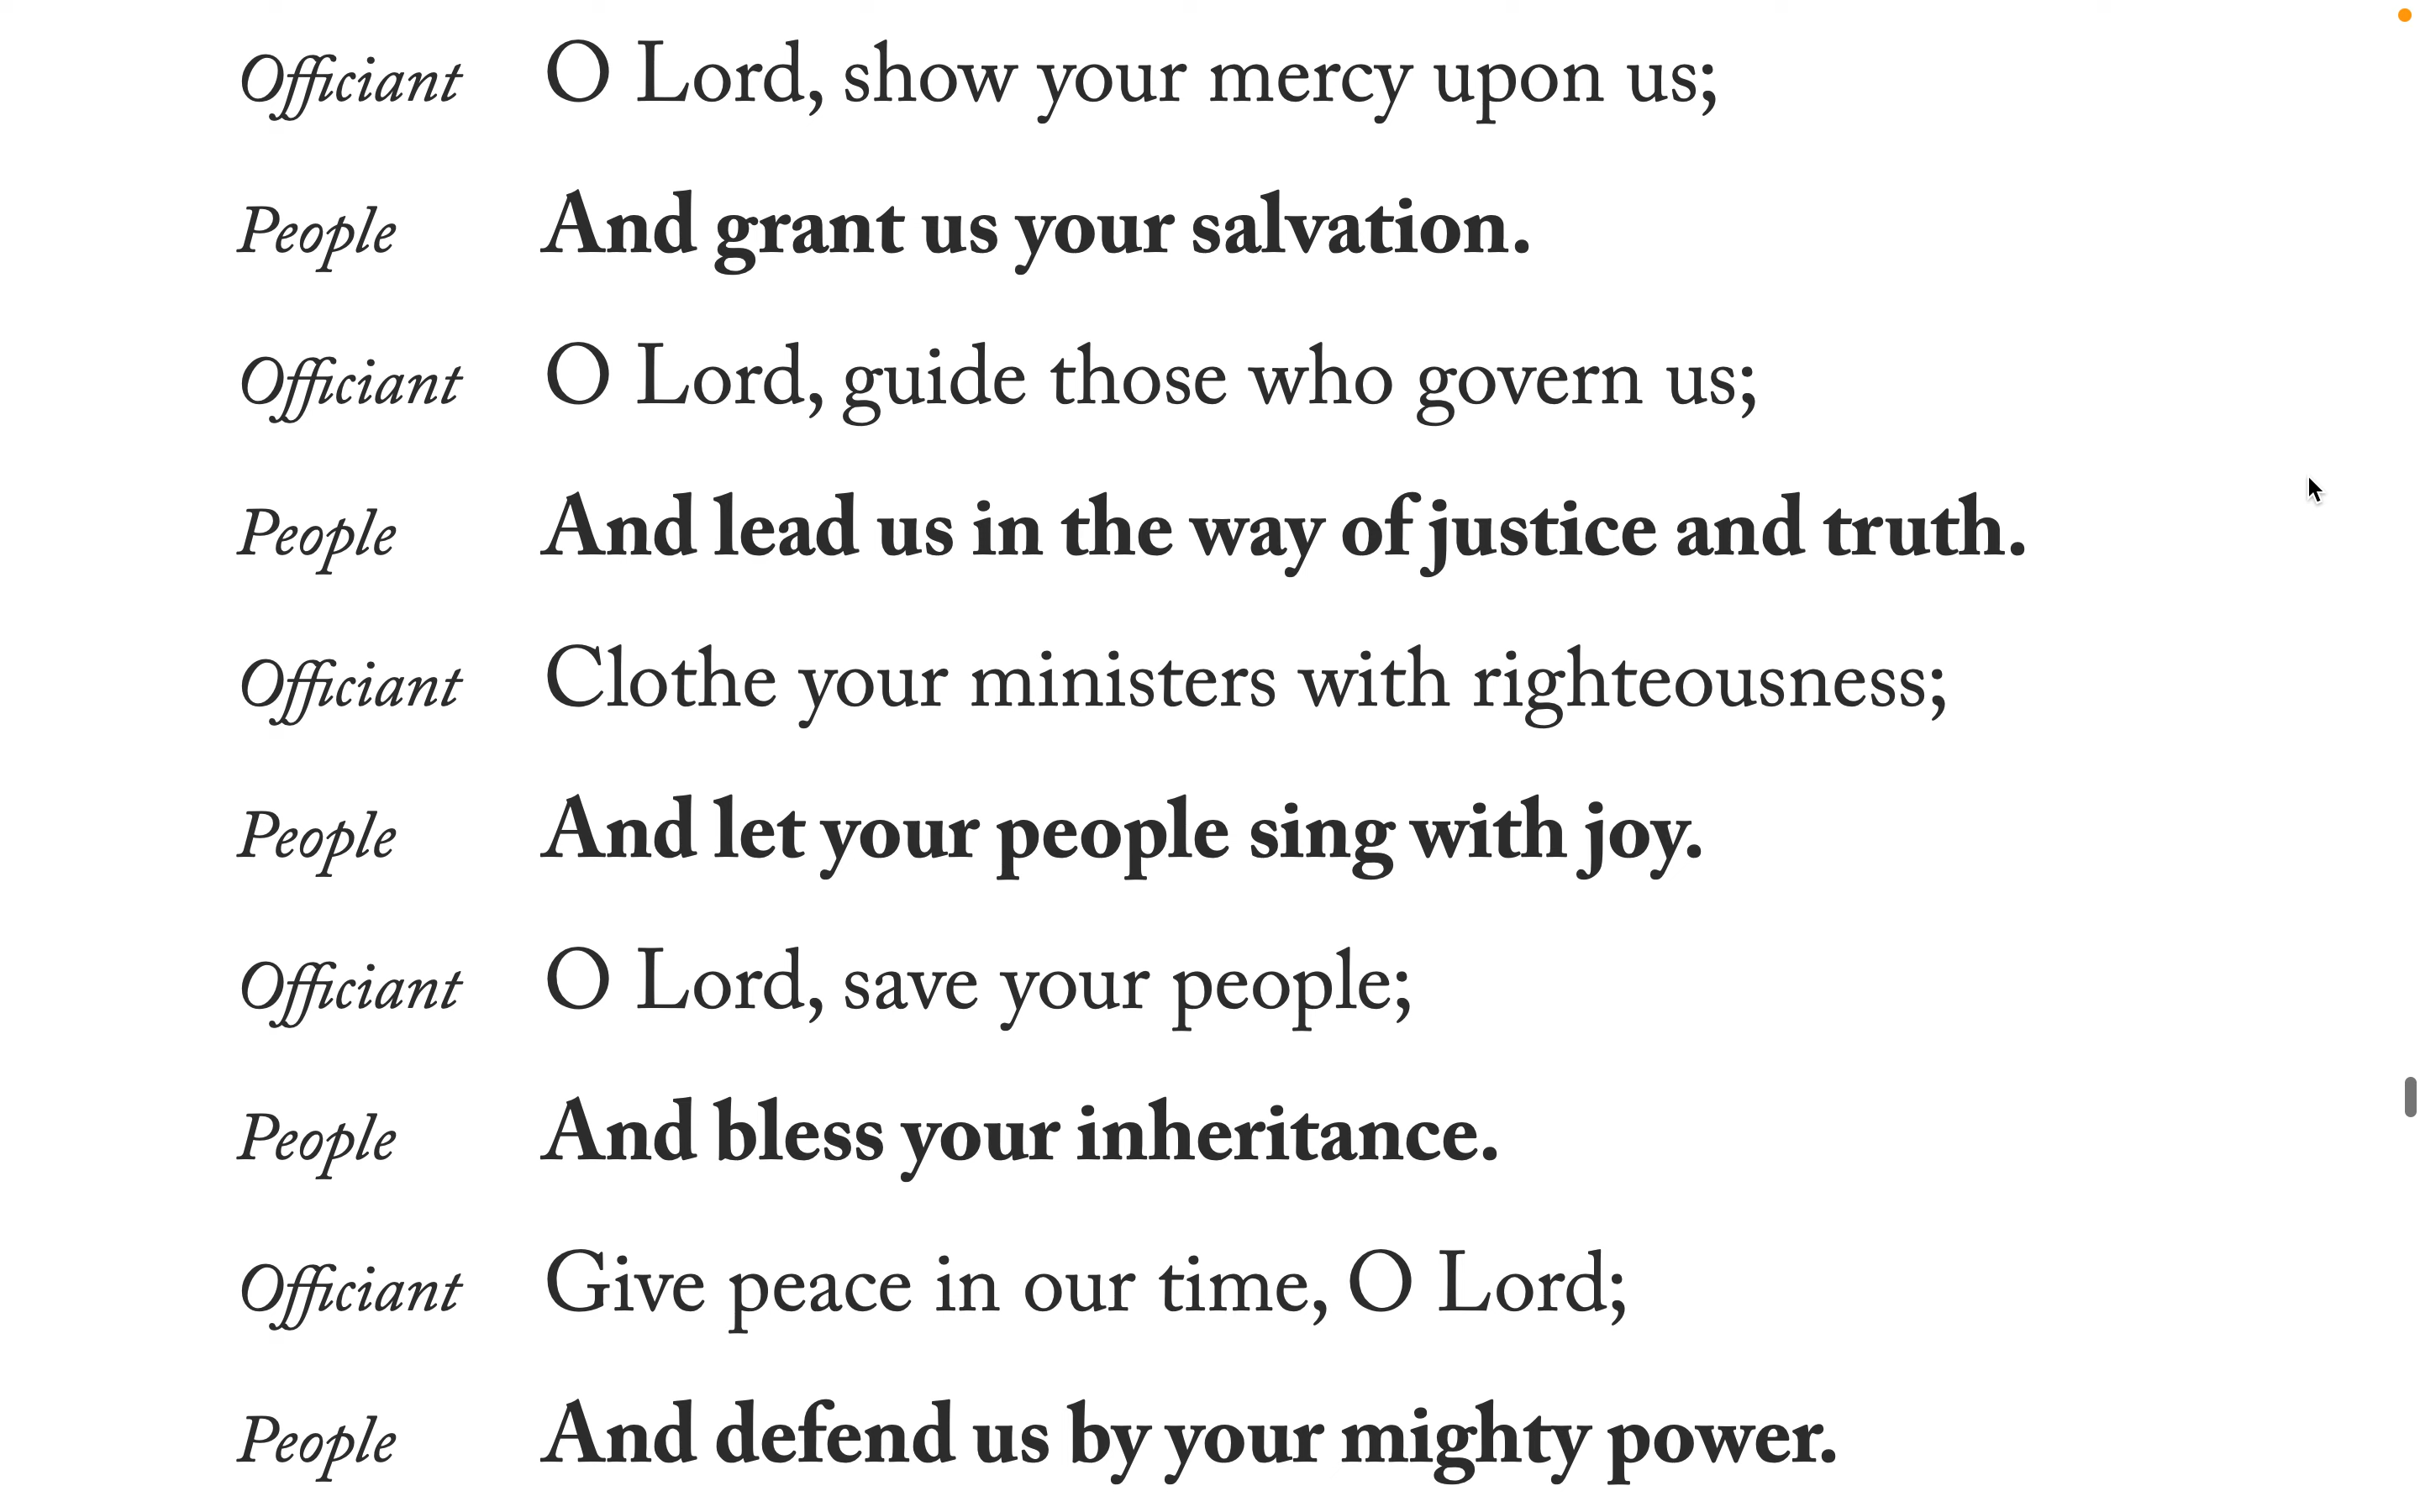 Officiant O Lord, show your mercy upon us;
People And grant us your salvation.
Officiant O Lord, guide those who govern us;
People And lead us in the way of justice and truth.
Officiant Clothe your ministers with righteousness;
People And let your people sing with joy.
Officiant O Lord, save your people;
People And bless your inheritance.
Officiant Give peace in our time, O Lord;
People And defend us by your mighty power.